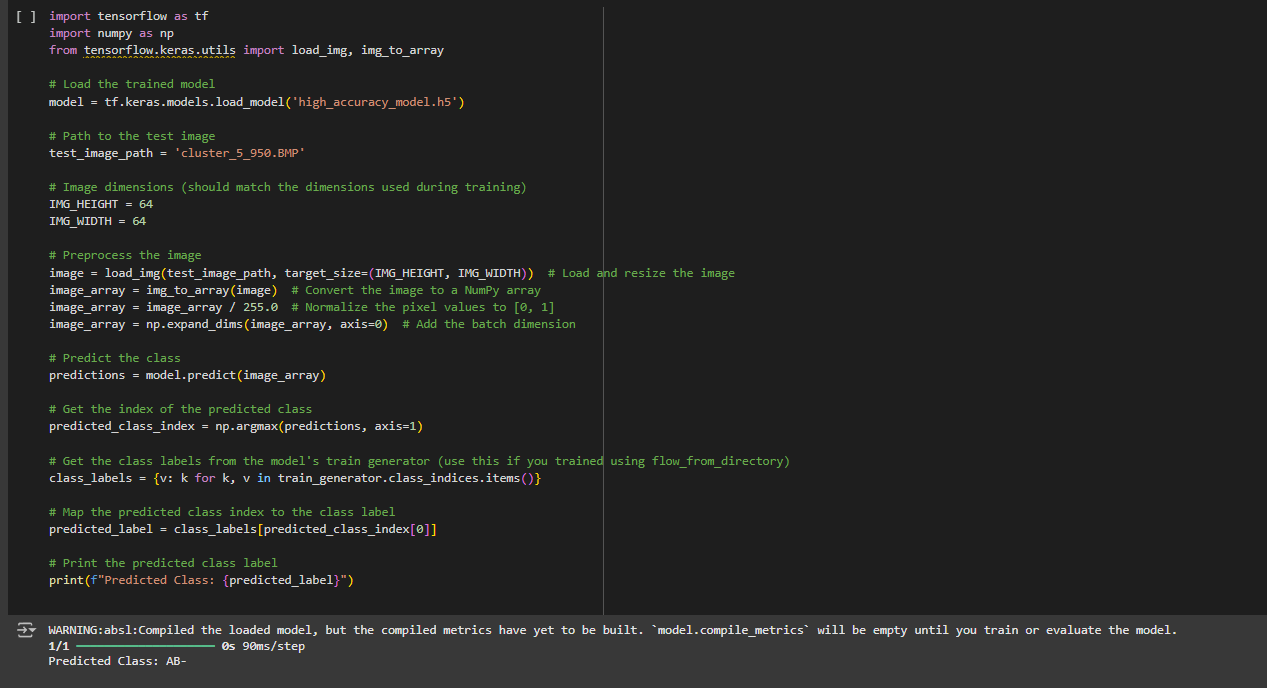 [ ] import tensorflow as tf
import numpy as np
from tensorflow.keras.utils import load_img, img_to_array
# Load the trained model
model = tf.keras.models.load_model('high_accuracy_model.h5')
# Path to the test image
test_image_path = 'cluster_5_950.BMP'
# Image dimensions (should match the dimensions used during training)
IMG_HEIGHT = 64
IMG_WIDTH = 64
# Preprocess the image
image = load_img(test_image_path, target_size=(IMG_HEIGHT, IMG_WIDTH))  # Load and resize the image
image_array = img_to_array(image)  # Convert the image to a NumPy array
image_array = image_array / 255.0  # Normalize the pixel values to [0, 1]
image_array = np.expand_dims(image_array, axis=0)  # Add the batch dimension
# Predict the class
predictions = model.predict(image_array)
# Get the index of the predicted class
predicted_class_index = np.argmax(predictions, axis=1)
# Get the class labels from the model's train generator (use this if you trained using flow_from_directory)
class_labels = {v: k for k, v in train_generator.class_indices.items()}
# Map the predicted class index to the class label
predicted_label = class_labels[predicted_class_index[0]]
# Print the predicted class label
print(f"Predicted Class: {predicted_label}")
WARNING:absl:Compiled the loaded model, but the compiled metrics have yet to be built. `model.compile_metrics` will be empty until you train or evaluate the model.
1/1 0s 90ms/step
Predicted Class: AB-